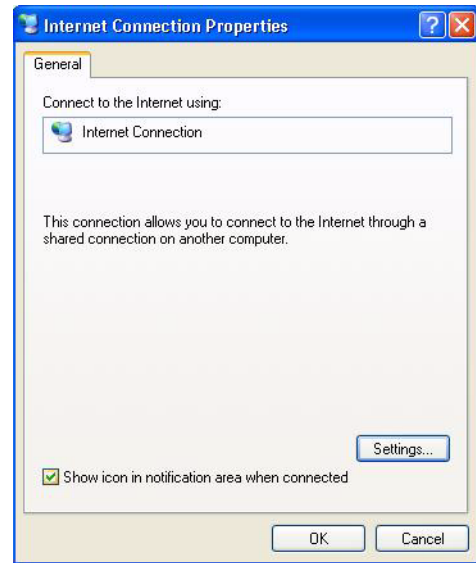 Internet Connection Properties
General
Connect to the Internet using:
Internet Connection
This connection allows you to connect to the Internet through a
shared connection on another computer.
Settings...
Show icon in notification area when connected
OK
Cancel